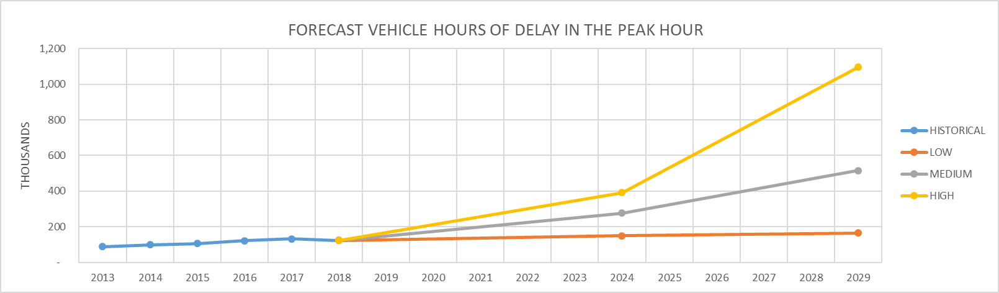 FORECAST VEHICLE HOURS OF DELAY IN THE PEAK HOUR
THOUSANDS
1,200
1,000
800
600
400
200
-
2013 2014 2015 2016 2017 2018 2019 2020 2021 2022 2023 2024 2025 2026 2027 2028 2029
HISTORICAL
LOW
MEDIUM
HIGH